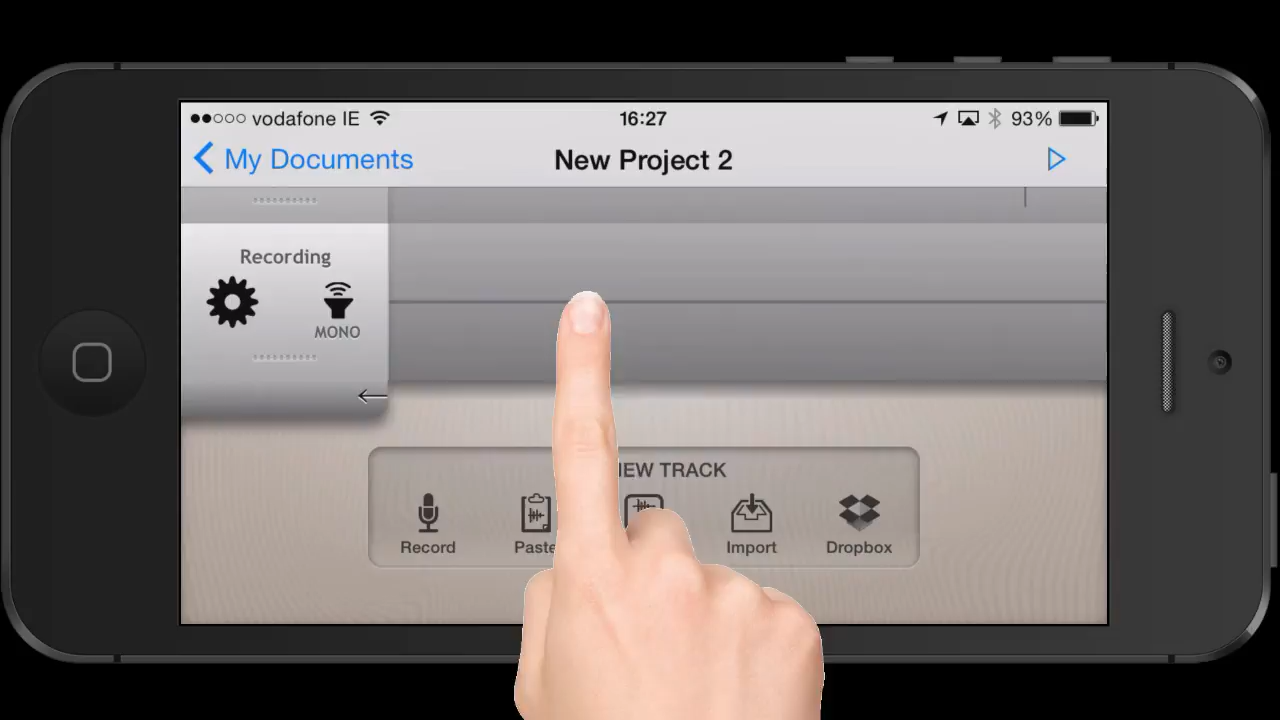 vodafone IE 16:27 93%
My Documents New Project 2
Recording
MONO
NEW TRACK
Record Paste Import Dropbox